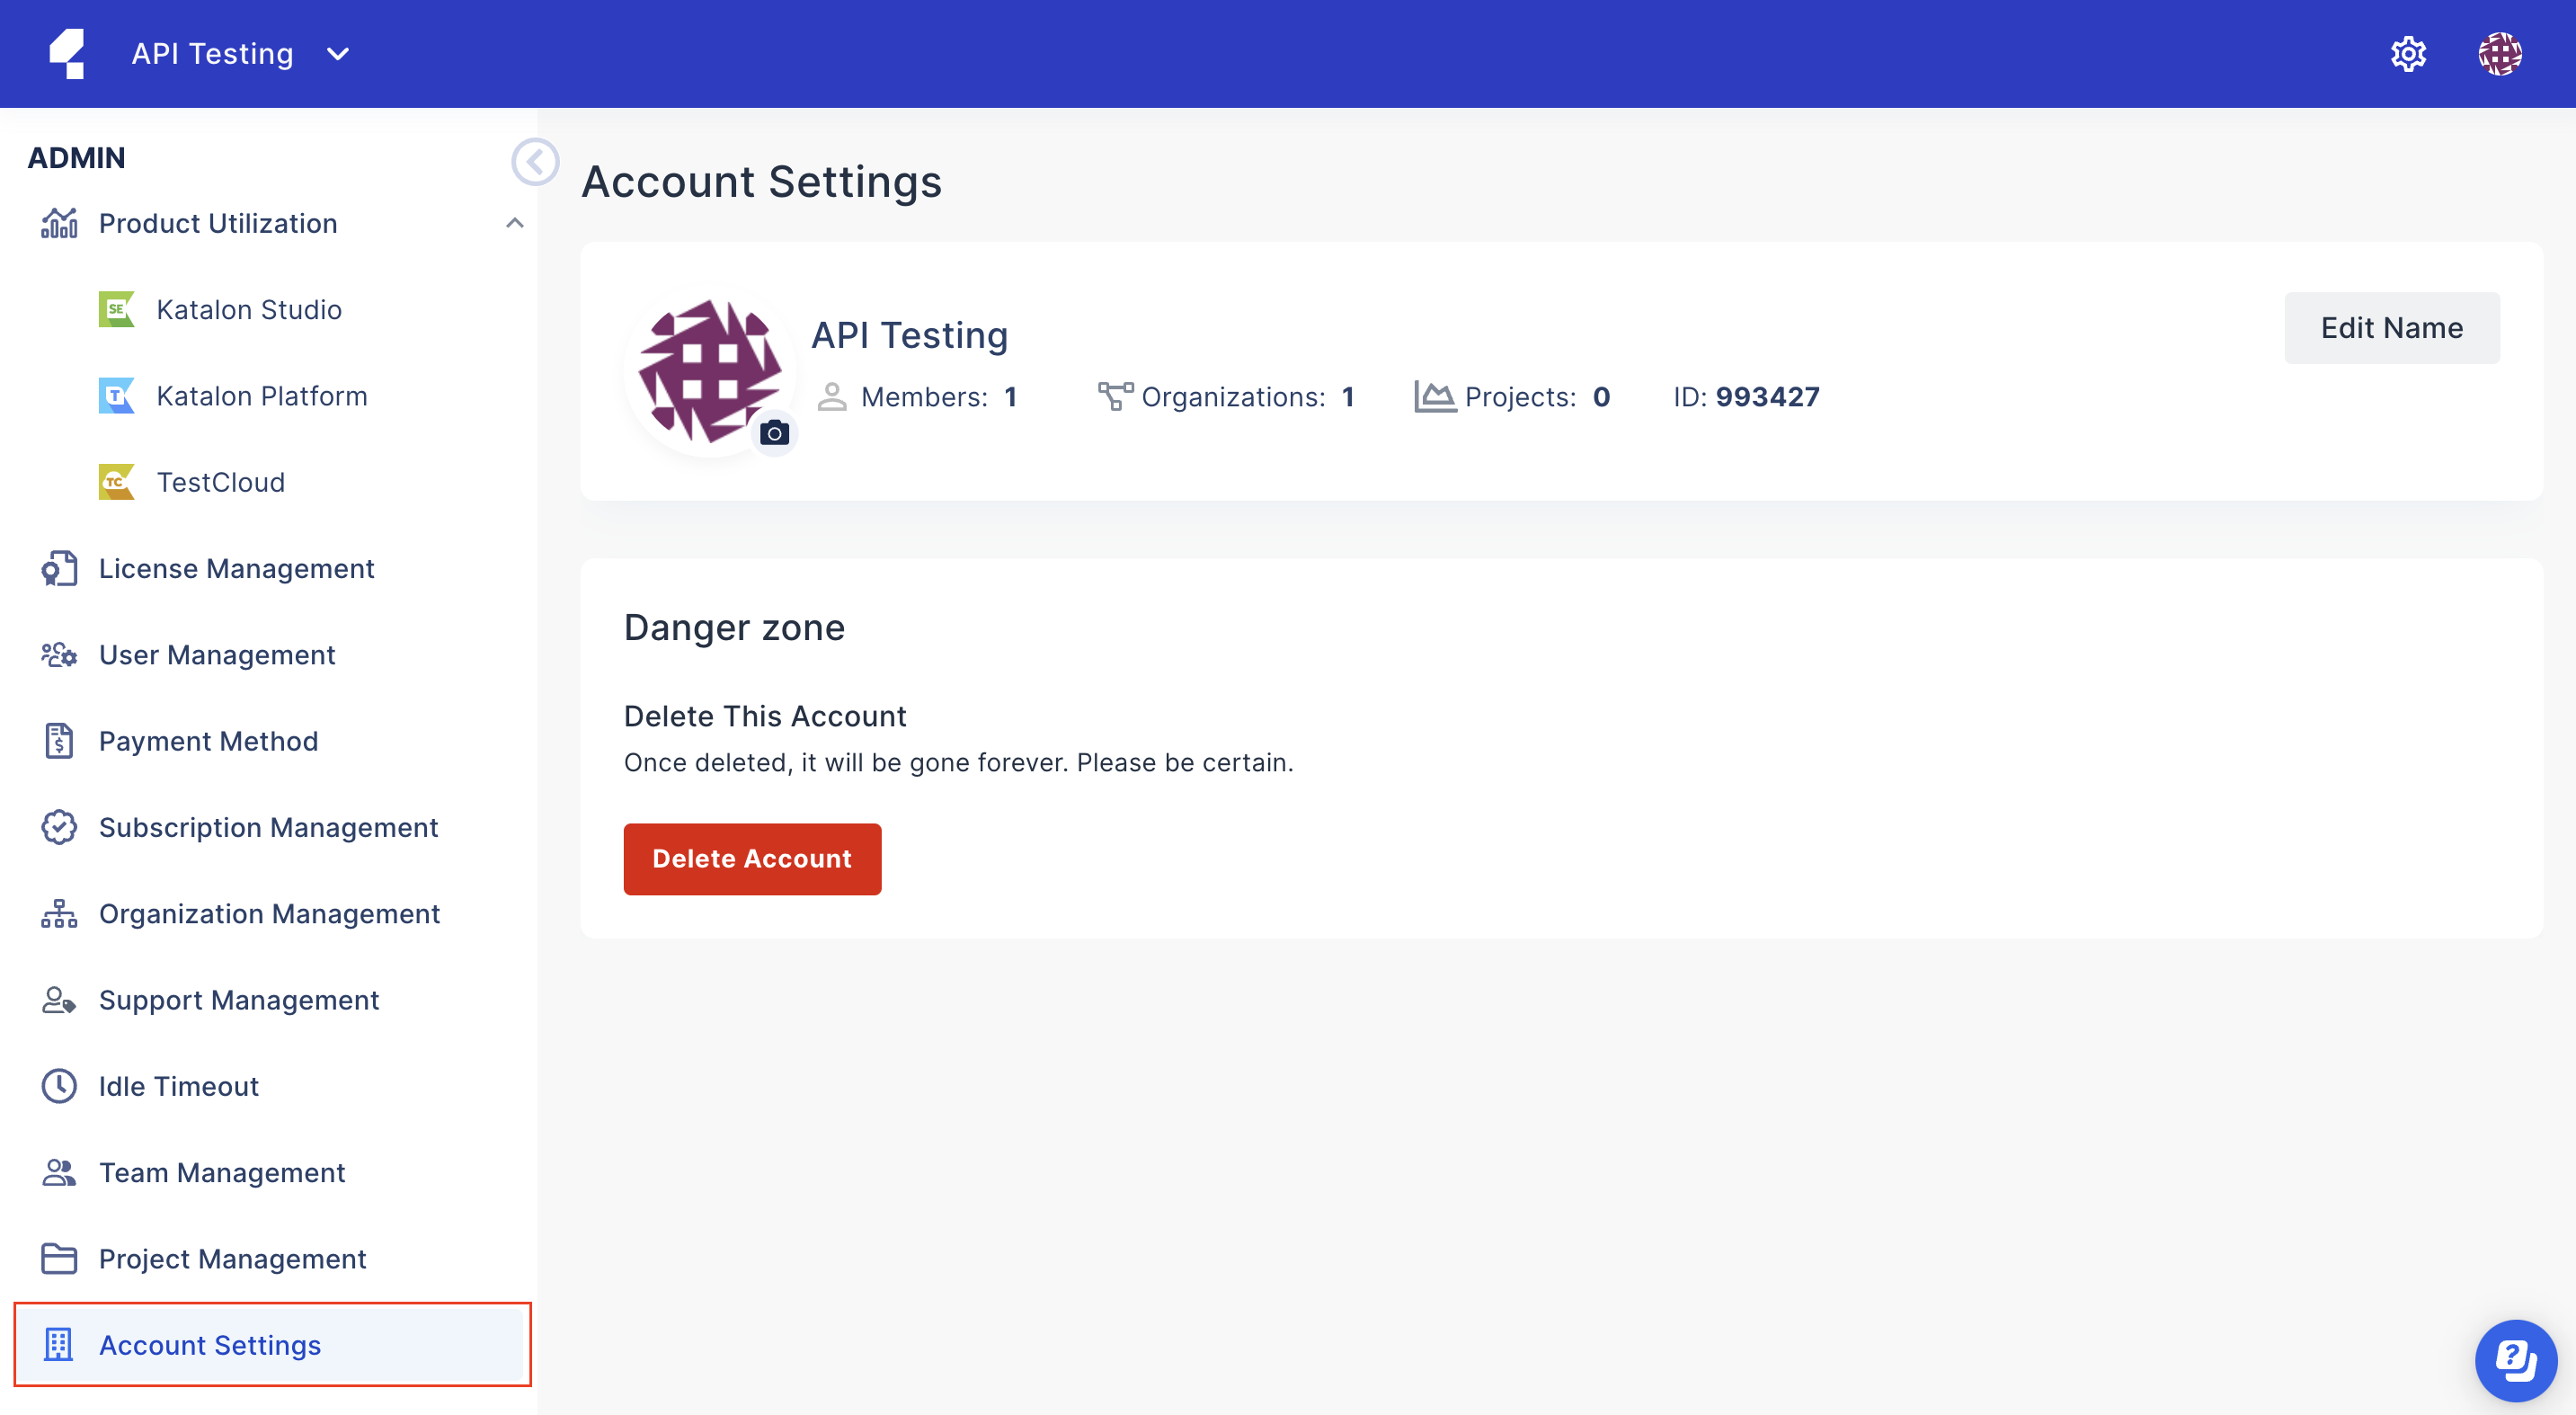 API Testing
ADMIN
Product Utilization
SE Katalon Studio
T Katalon Platform
TC TestCloud
License Management
User Management
$ Payment Method
Subscription Management
Organization Management
Support Management
Idle Timeout
Team Management
Project Management
Account Settings
Account Settings
API Testing
Members: 1 Organizations: 1 Projects: 0 ID: 993427
Edit Name
Danger zone
Delete This Account
Once deleted, it will be gone forever. Please be certain.
Delete Account
?